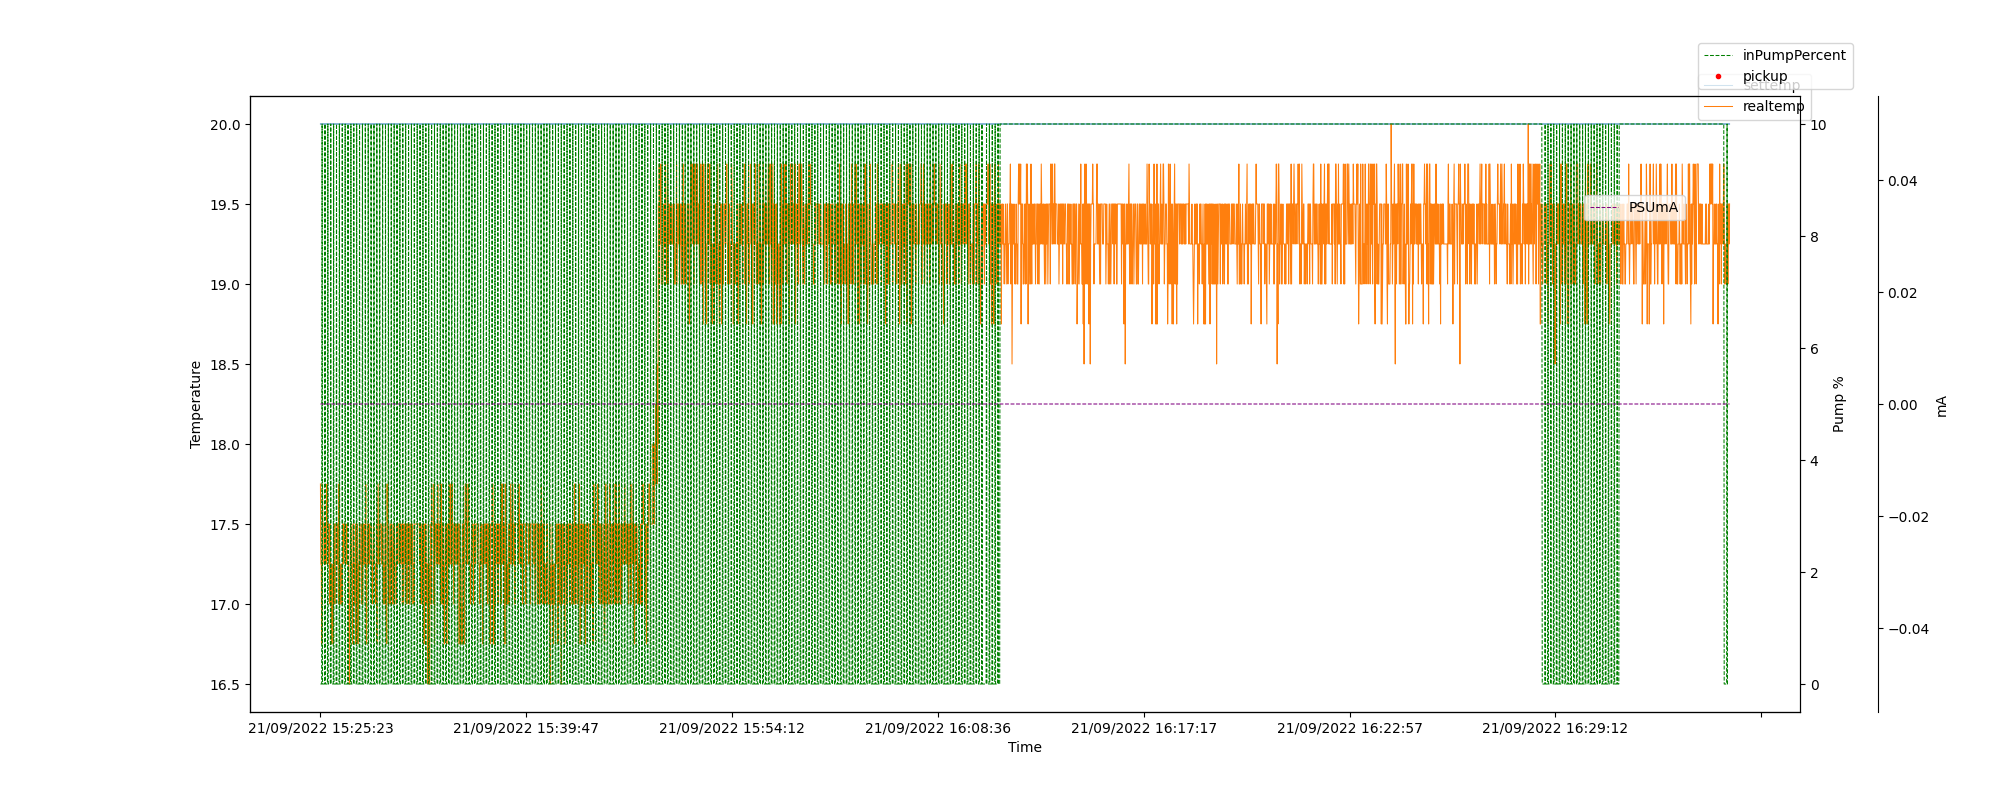 inPumpPercent
pickup
settemp
realtemp
PSUmA
20.0
19.5
19.0
18.5
18.0
17.5
17.0
16.5
Temperature
10
8
6
4
2
0
Pump %
0.04
0.02
0.00
−0.02
−0.04
mA
21/09/2022 15:25:23
21/09/2022 15:39:47
21/09/2022 15:54:12
21/09/2022 16:08:36
21/09/2022 16:17:17
21/09/2022 16:22:57
21/09/2022 16:29:12
Time